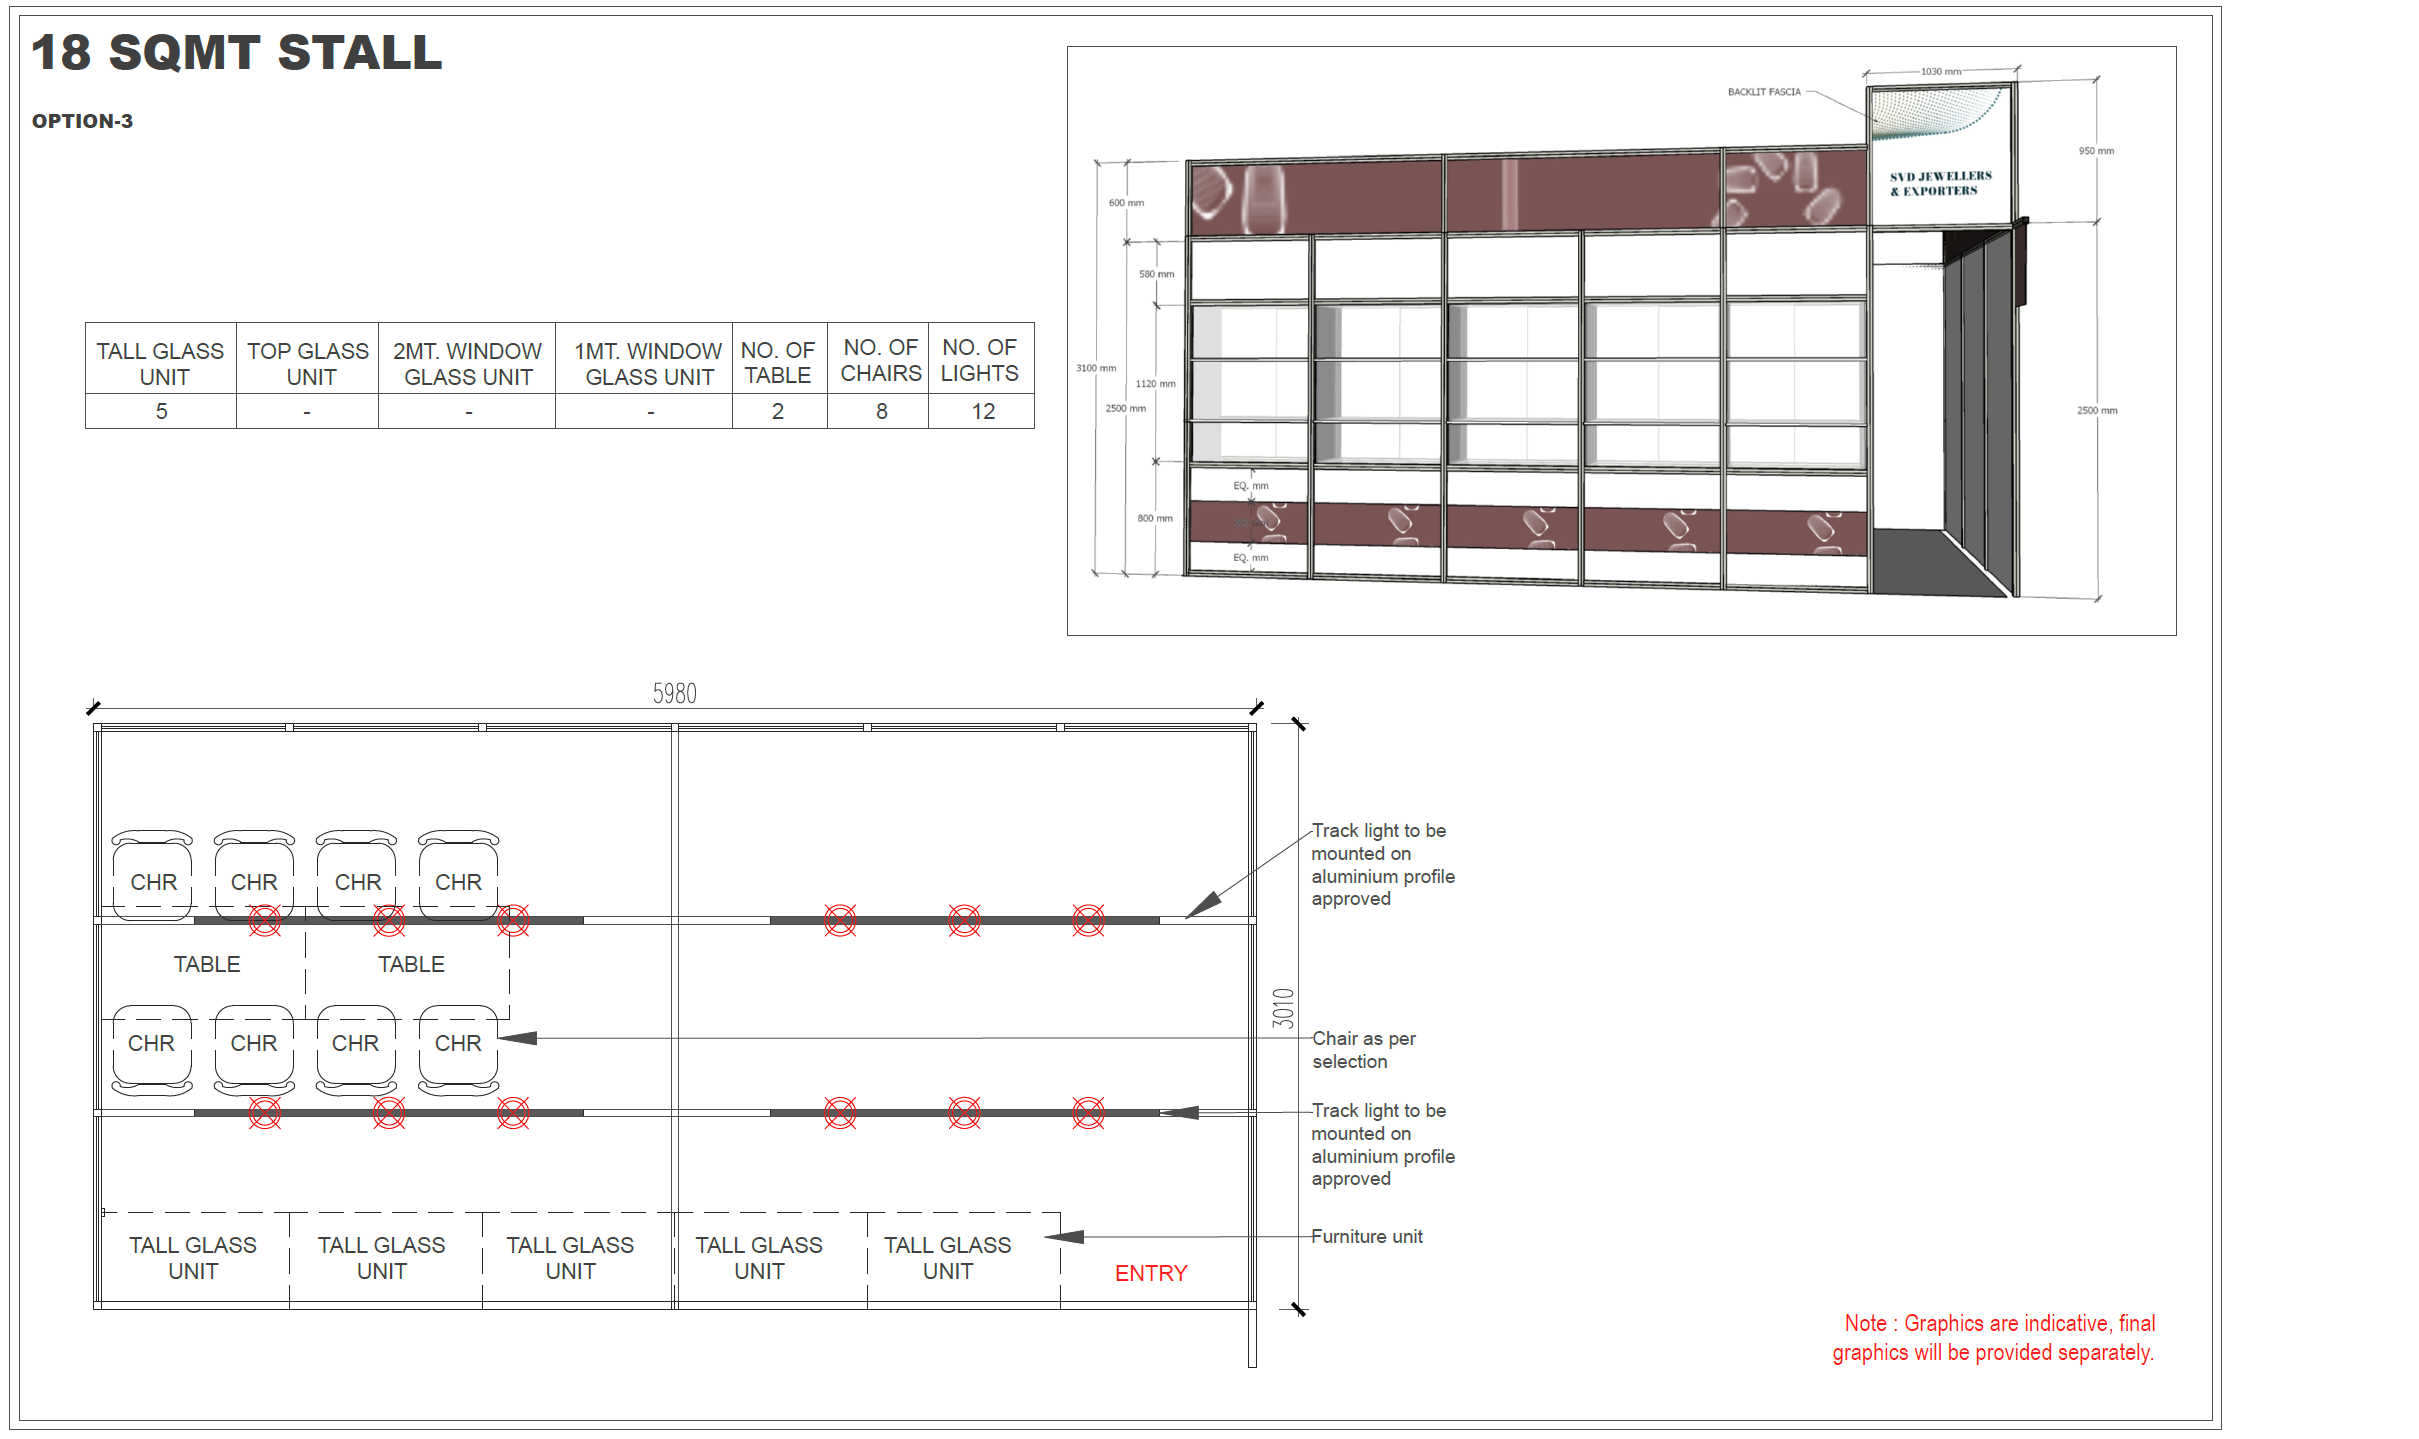 18 SQMT STALL
OPTION-3
TALL GLASS
UNIT
TOP GLASS
UNIT
2MT. WINDOW
GLASS UNIT
1MT. WINDOW
GLASS UNIT
NO. OF
TABLE
NO. OF
CHAIRS
NO. OF
LIGHTS
5 - - - 2 8 12
1030 mm
BACKLIT FASCIA
950 mm
SVD JEWELLERS
& EXPORTERS
600 mm
580 mm
3100 mm
1120 mm
2500 mm
2500 mm
EQ. mm
800 mm
EQ. mm
5980
3010
CHR CHR CHR CHR
TABLE TABLE
CHR CHR CHR CHR
Track light to be
mounted on
aluminium profile
approved
Chair as per
selection
Track light to be
mounted on
aluminium profile
approved
Furniture unit
TALL GLASS
UNIT
TALL GLASS
UNIT
TALL GLASS
UNIT
TALL GLASS
UNIT
TALL GLASS
UNIT
ENTRY
Note : Graphics are indicative, final
graphics will be provided separately.